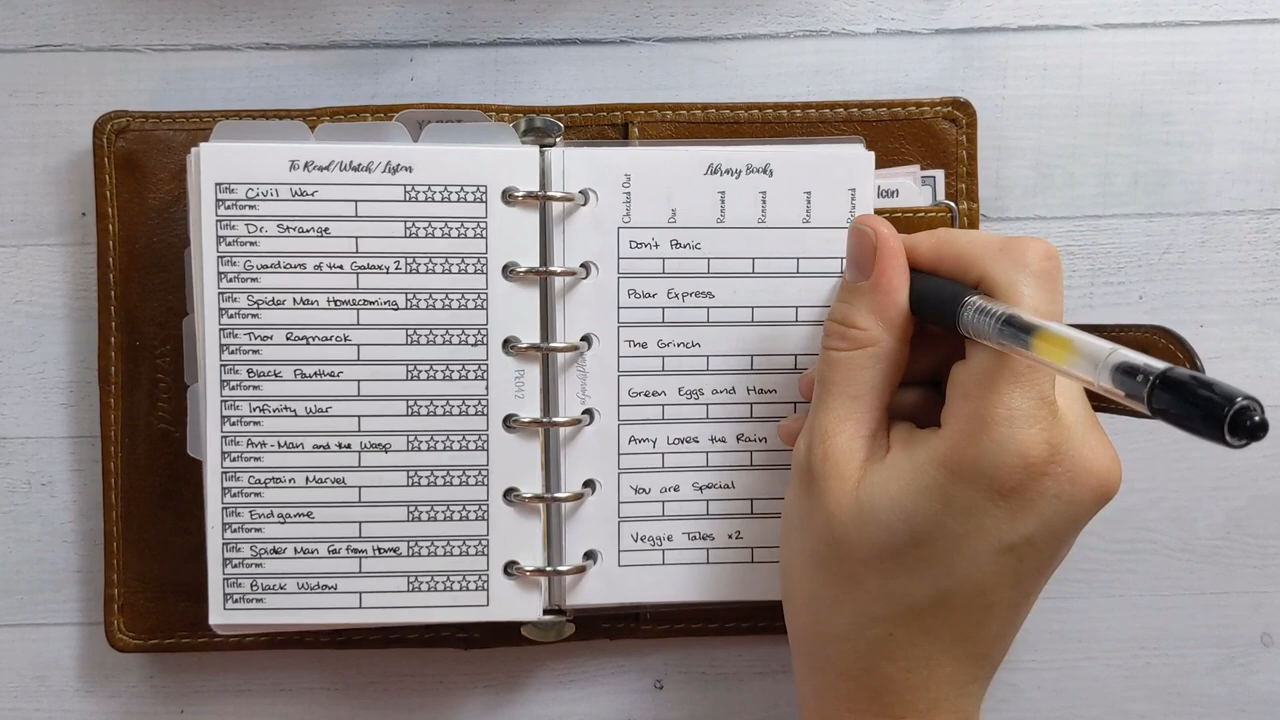 To Read/Watch/Listen
Title: Civil War
Platform:
Title: Dr. Strange
Platform:
Title: Guardians of the Galaxy 2
Platform:
Title: Spider Man Homecoming
Platform:
Title: Thor Ragnarok
Platform:
Title: Black Panther
Platform:
Title: Infinity War
Platform:
Title: Ant-Man and the Wasp
Platform:
Title: Captain Marvel
Platform:
Title: Endgame
Platform:
Title: Spider Man Far from Home
Platform:
Title: Black Widow
Platform:
PK042
Library Books
Checked Out
Due
Renewed
Renewed
Renewed
Returned
Don't Panic
Polar Express
The Grinch
Green Eggs and Ham
Amy Loves the Rain
You are Special
Veggie Tales x2
Icon